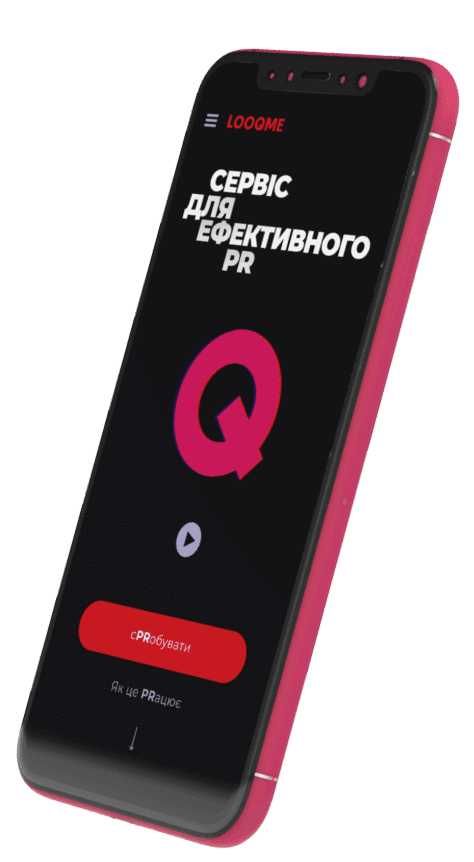 LOOQME
СЕРВІС
ДЛЯ
ЕФЕКТИВНОГО
PR
Q
сPRобувати
Як це PRацює